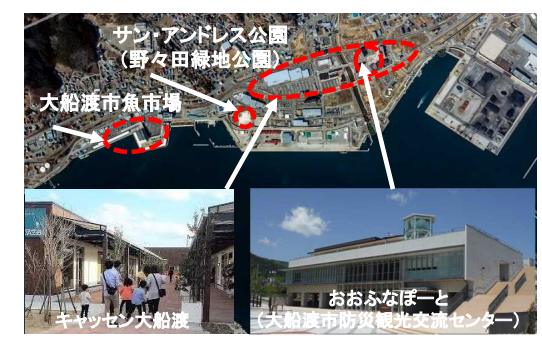 サン・アンドレス公園
（野々田緑地公園）
大船渡市魚市場
キャッセン大船渡
おおふなぽーと
（大船渡市防災観光交流センター）